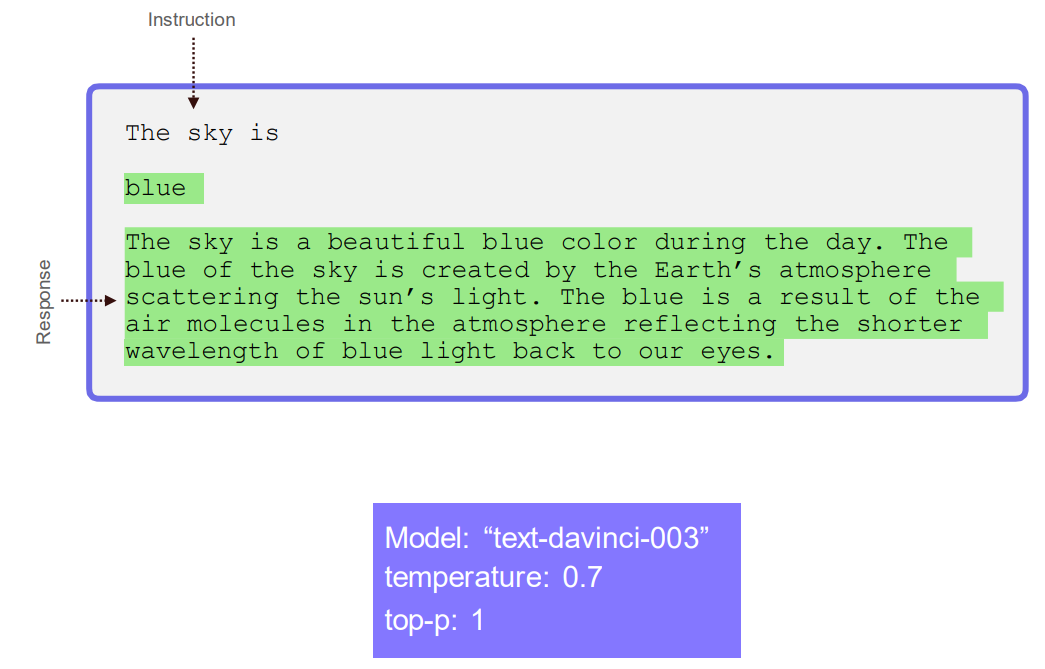 Instruction
The sky is
blue
The sky is a beautiful blue color during the day. The
blue of the sky is created by the Earth’s atmosphere
Response
scattering the sun’s light. The blue is a result of the
air molecules in the atmosphere reflecting the shorter
wavelength of blue light back to our eyes.
Model: “text-davinci-003”
temperature: 0.7
top-p: 1